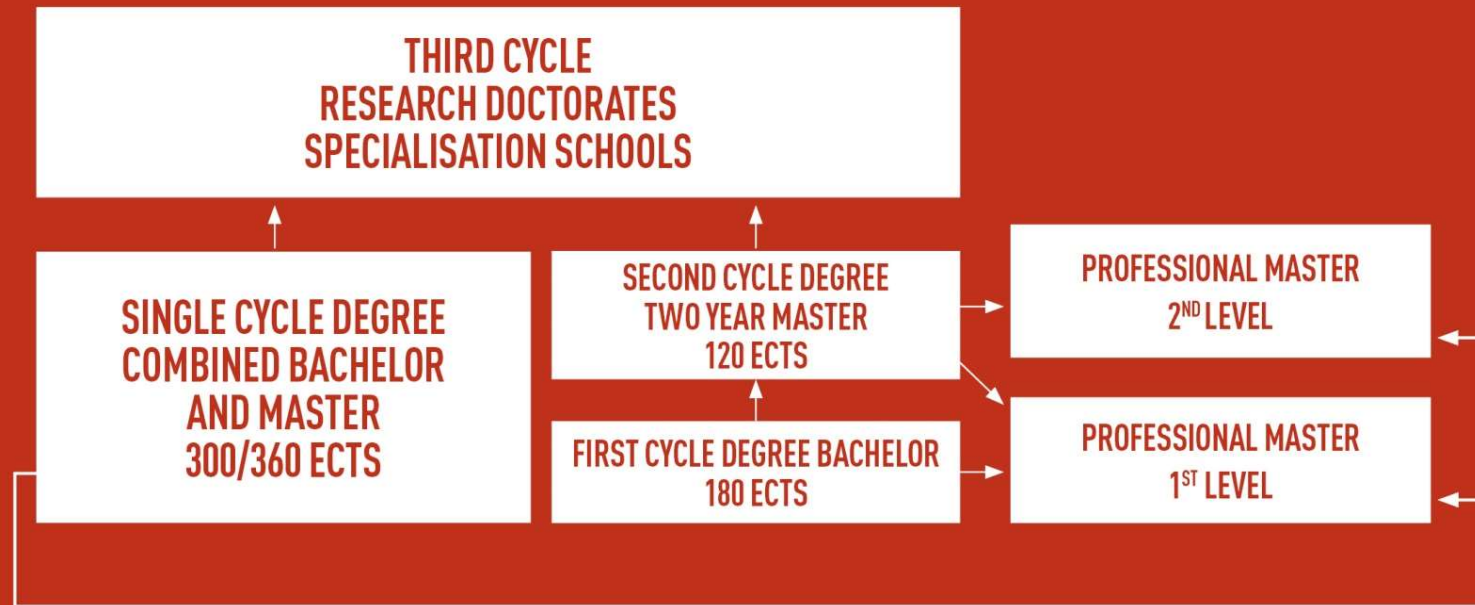 THIRD CYCLE
RESEARCH DOCTORATES
SPECIALISATION SCHOOLS
SINGLE CYCLE DEGREE
COMBINED BACHELOR
AND MASTER
300/360 ECTS
SECOND CYCLE DEGREE
TWO YEAR MASTER
120 ECTS
FIRST CYCLE DEGREE BACHELOR
180 ECTS
PROFESSIONAL MASTER
2ND LEVEL
PROFESSIONAL MASTER
1ST LEVEL